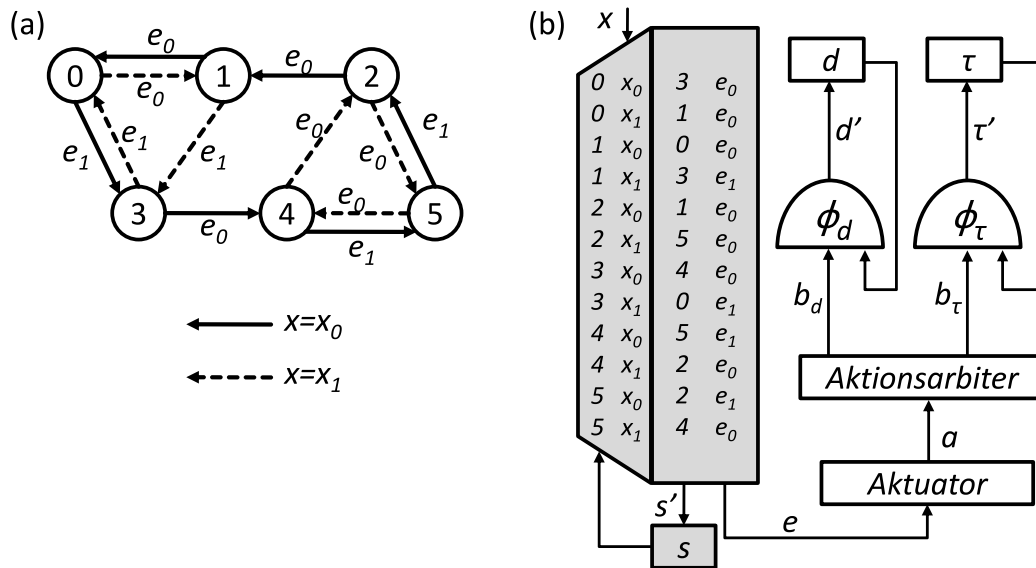 (a)
e₀
0 1 2
e₀ e₀
e₁ e₁ e₁ e₀ e₀ e₁
e₀
3 4 5
e₀ e₁
x=x₀
x=x₁
(b)
x
0 x₀ 3 e₀
0 x₁ 1 e₀
1 x₀ 0 e₀
1 x₁ 3 e₁
2 x₀ 1 e₀
2 x₁ 5 e₀
3 x₀ 4 e₀
3 x₁ 0 e₁
4 x₀ 5 e₁
4 x₁ 2 e₀
5 x₀ 2 e₁
5 x₁ 4 e₀
s'
s
e
d τ
d' τ'
ϕd ϕτ
bd bτ
Aktionsarbiter
a
Aktuator